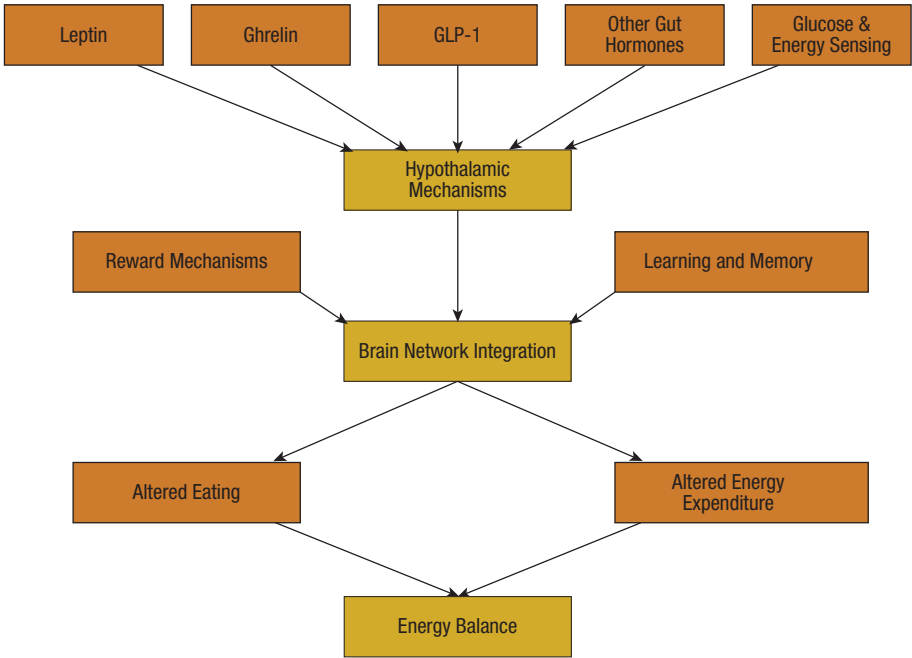 Leptin
Ghrelin
GLP-1
Other Gut
Hormones
Glucose &
Energy Sensing
Hypothalamic
Mechanisms
Reward Mechanisms
Learning and Memory
Brain Network Integration
Altered Eating
Altered Energy
Expenditure
Energy Balance